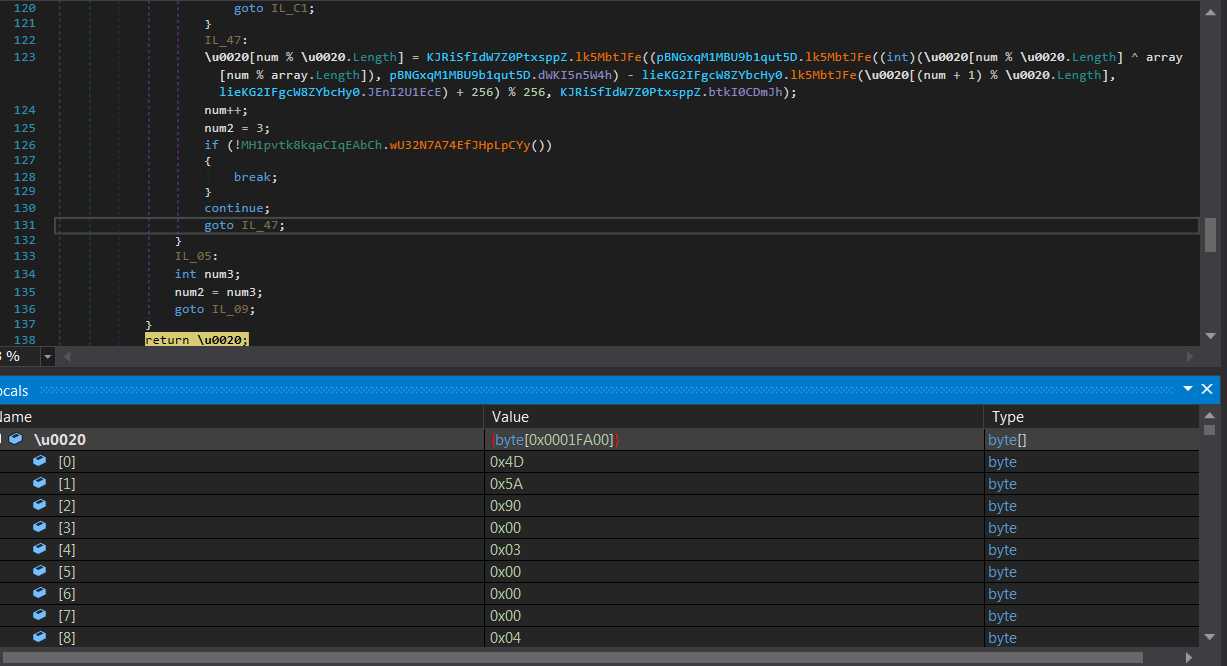 120 goto IL_C1;
121 }
122 IL_47:
123 \u0020[num % \u0020.Length] = KJRiSfIdW7Z0PtxsppZ.lk5MbtJFe((pBNGxqM1MBU9b1qut5D.lk5MbtJFe((int)(\u0020[num % \u0020.Length] ^ array
[num % array.Length]), pBNGxqM1MBU9b1qut5D.dWKI5n5W4h) - lieKG2IFgcW8ZYbcHy0.lk5MbtJFe(\u0020[(num + 1) % \u0020.Length],
lieKG2IFgcW8ZYbcHy0.JEnI2U1EcE) + 256) % 256, KJRiSfIdW7Z0PtxsppZ.btkI0CDmJh);
124 num++;
125 num2 = 3;
126 if (!MH1pvtk8kqaCIqEAbCh.wU32N7A74EfJHpLpCYy())
127 {
128 break;
129 }
130 continue;
131 goto IL_47;
132 }
133 IL_05:
134 int num3;
135 num2 = num3;
136 goto IL_09;
137 }
138 return \u0020;
%
ocals
Name Value Type
\u0020 {byte[0x0001FA00]} byte[]
[0] 0x4D byte
[1] 0x5A byte
[2] 0x90 byte
[3] 0x00 byte
[4] 0x03 byte
[5] 0x00 byte
[6] 0x00 byte
[7] 0x00 byte
[8] 0x04 byte